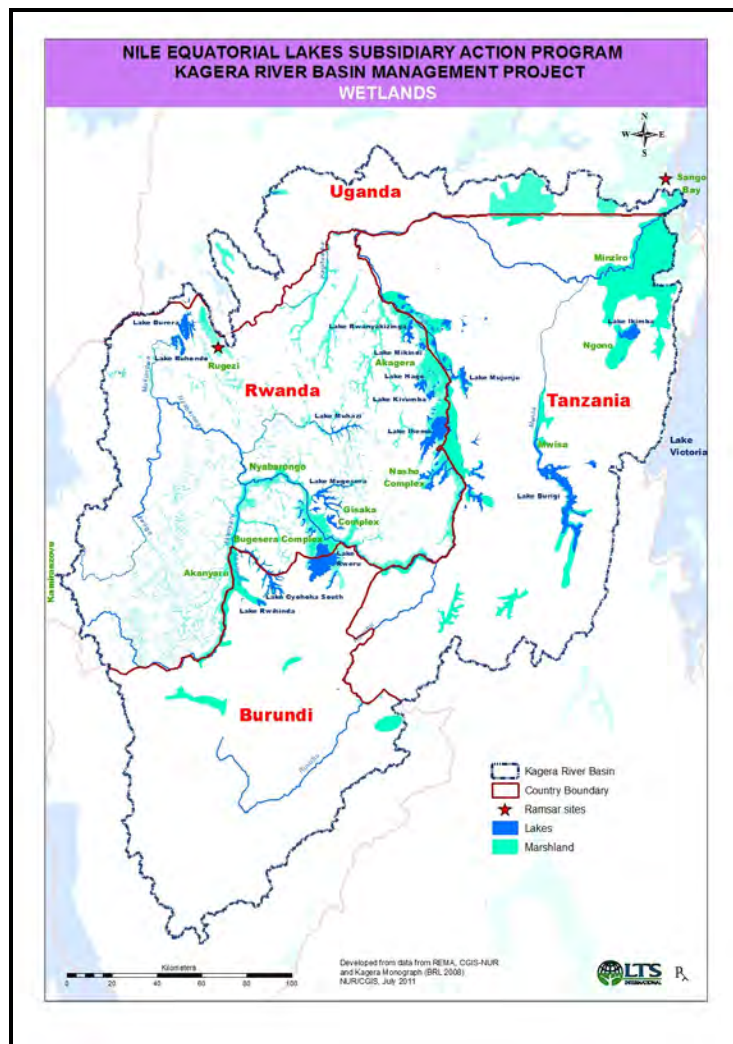 NILE EQUATORIAL LAKES SUBSIDIARY ACTION PROGRAM
KAGERA RIVER BASIN MANAGEMENT PROJECT
WETLANDS
N
W
E
S
Sango
Bay
Uganda
Minziro
Lake Rwanyakizinga
Lake Burera
Lake Ikimba
Lake Mikindi
Lake Ruhondo
Akagera
Ngono
Rugezi
Lake Hago
Lake Mujunju
Rwanda
Lake Kivumba
Tanzania
Lake Muhazi
Lake Ihema
Mwisa
Lake
Victoria
Nyabarongo
Nasho
Complex
Lake Mugesera
Lake Burigi
Gisaka
Complex
Bugesera Complex
Lake
Rweru
Akanyaru
Kamiranzovu
Lake Cyohoha South
Lake Rwihinda
Burundi
Ruvubu
Kagera River Basin
Country Boundary
Ramsar sites
Lakes
Marshland
Kilometers
0
20
40
60
80
100
Developed from data from REMA, CGIS-NUR
and Kagera Monograph (BRL 2008)
NUR/CGIS, July 2011
LTS
INTERNATIONAL